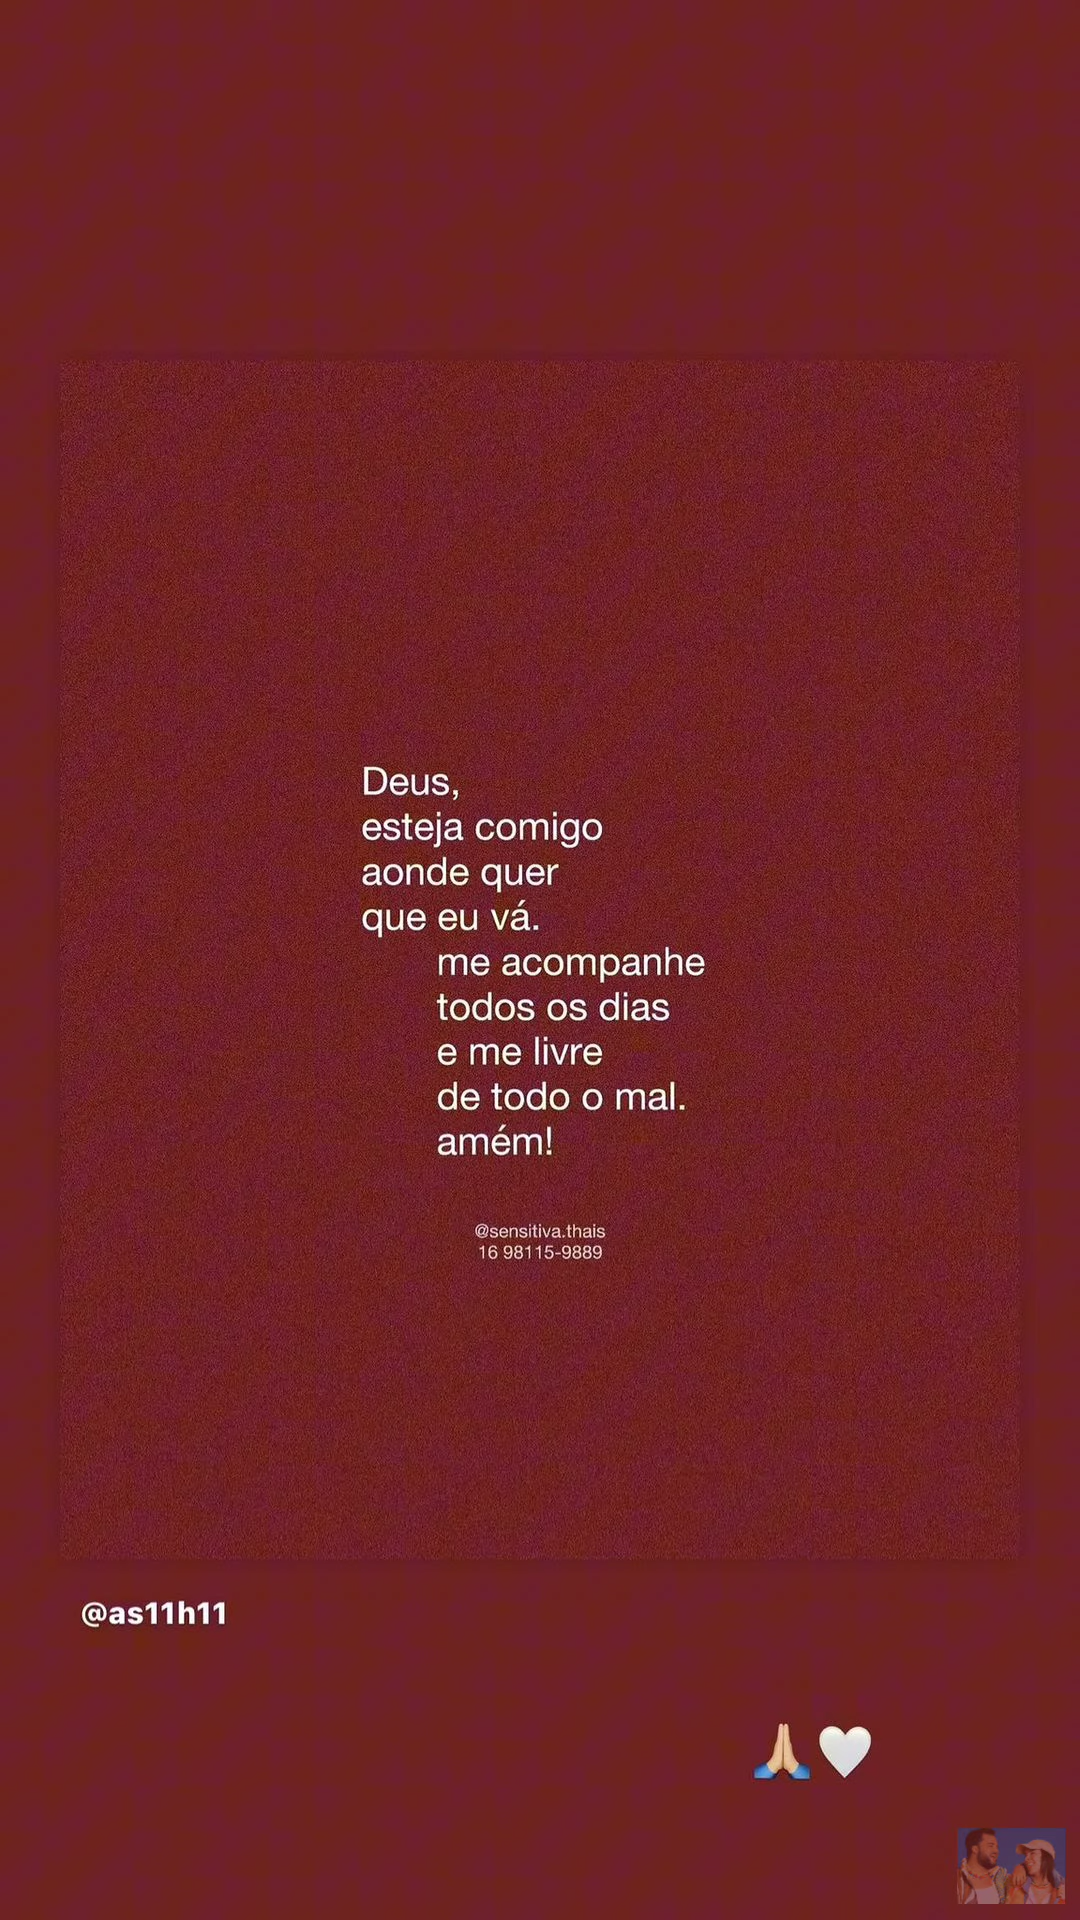 Deus,
esteja comigo
aonde quer
que eu vá.
me acompanhe
todos os dias
e me livre
de todo o mal.
amém!
@sensitiva.thais
16 98115-9889
@as11h11